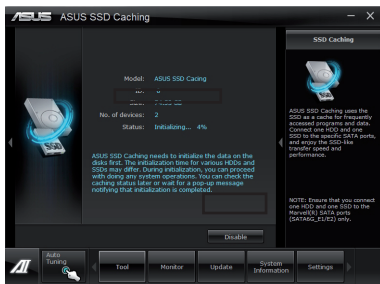 ASUS ASUS SSD Caching
SSD Caching
Model: ASUS SSD Cacing
No. of devices: 2
Status: Initializing... 4%
SSD
SSD
ASUS SSD Caching needs to initialize the data on the
disks first. The initialization time for various HDDs and
SSDs may differ. During initialization, you can proceed
with doing any system operations. You can check the
caching status later or wait for a pop-up message
notifying that initialization is completed.
ASUS SSD Caching uses the
SSD as a cache for frequently
accessed programs and data.
Connect one HDD and one
SSD to the specific SATA ports,
and enjoy the SSD-like
transfer speed and
performance.
NOTE: Ensure that you connect
one HDD and one SSD to the
Marvell(R) SATA ports
(SATA6G_E1/E2) only.
Disable
Auto
Tuning
Tool
Monitor
Update
System
Information
Settings